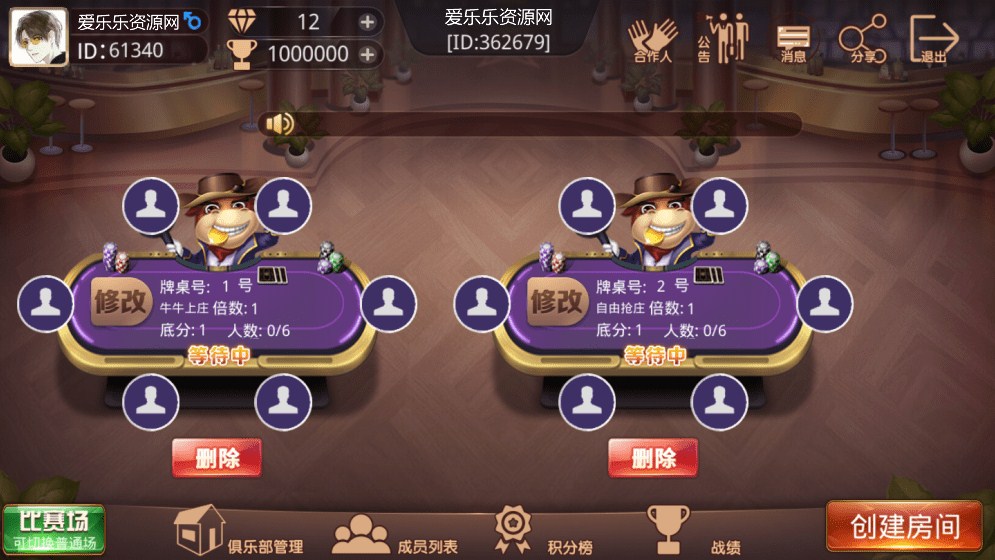 爱乐乐资源网
ID:61340
12
1000000
爱乐乐资源网
[ID:362679]
合作人
公告
消息
分享
退出
修改
牌桌号: 1 号
牛牛上庄 倍数:1
底分:1 人数:0/6
等待中
删除
修改
牌桌号: 2 号
自由抢庄 倍数:1
底分:1 人数:0/6
等待中
删除
比赛场
可切换普通场
俱乐部管理
成员列表
积分榜
战绩
创建房间